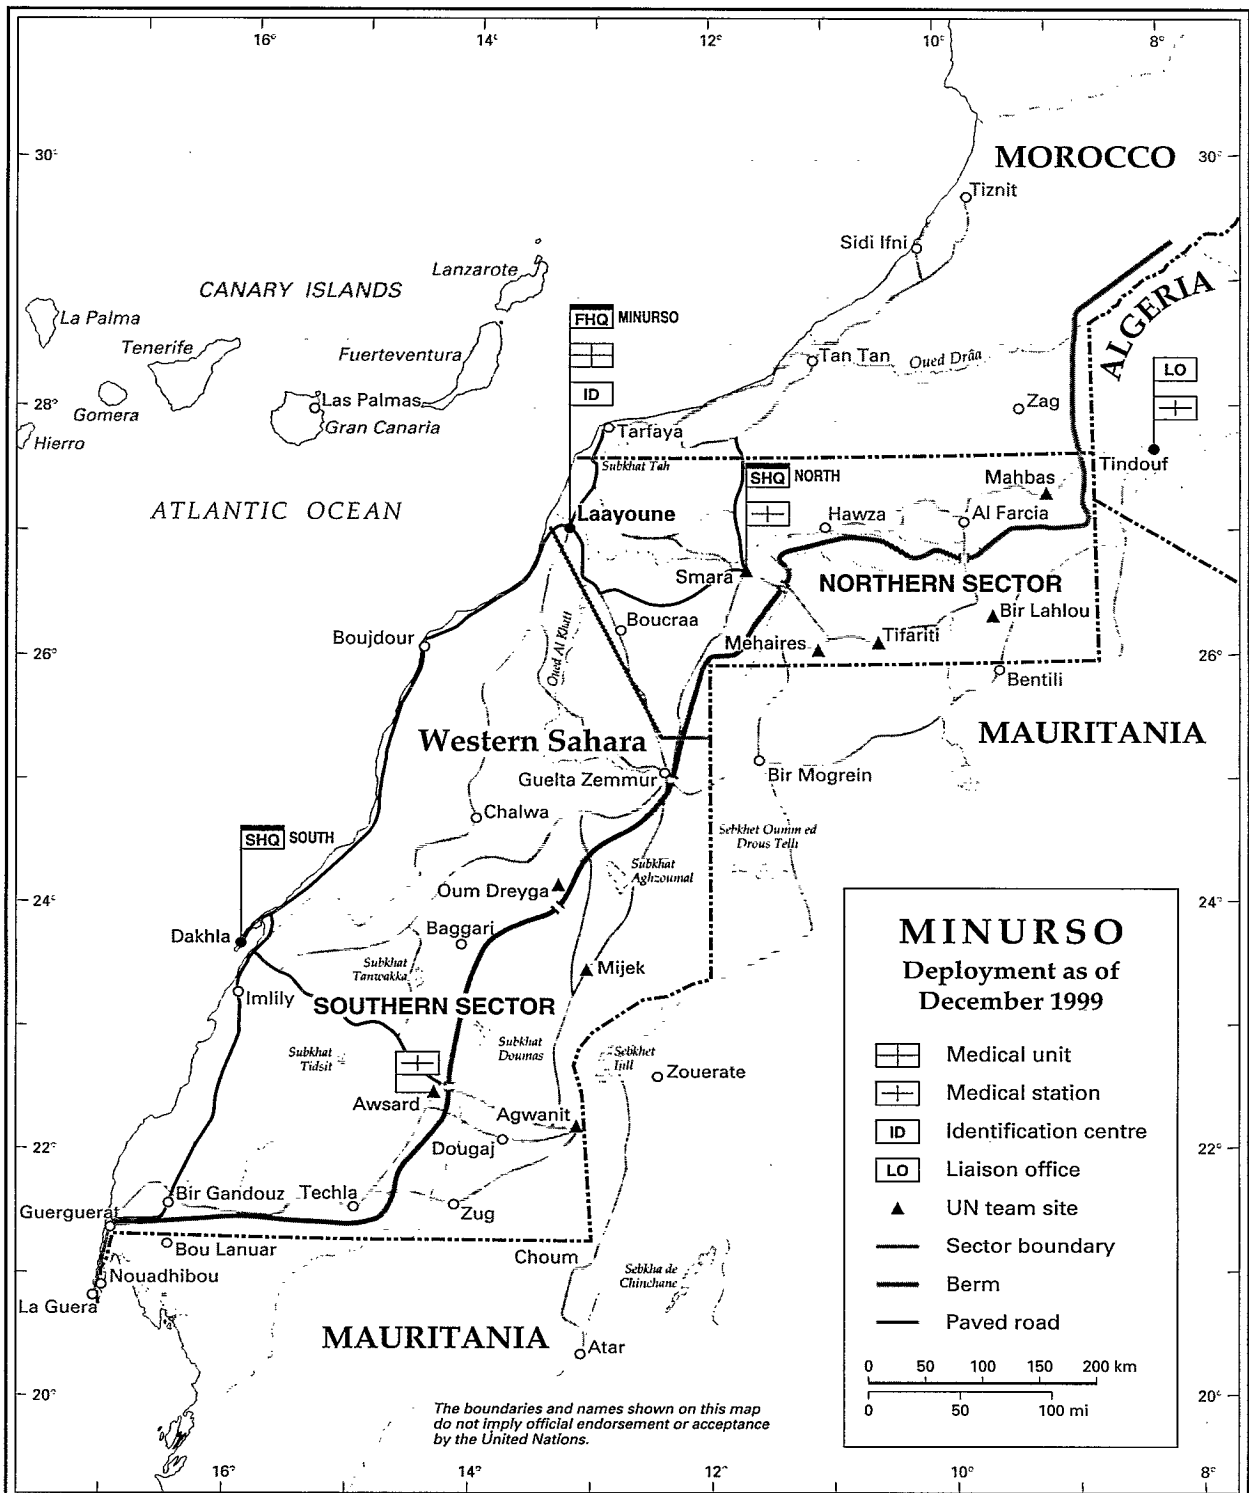 16°
14°
12°
10°
8°
30°
MOROCCO
30°
Tiznit
Sidi Ifni
Lanzarote
CANARY ISLANDS
ALGERIA
La Palma
FHQ MINURSO
Tenerife
Fuerteventura
Tan Tan
Oued Drâa
LO
ID
28°
Gomera
Las Palmas
Gran Canaria
Zag
Hierro
Tarfaya
Subkhat Tah
Tindouf
SHQ NORTH
Mahbas
ATLANTIC OCEAN
Laayoune
Hawza
Al Farcia
Smara
NORTHERN SECTOR
Boucraa
Bir Lahlou
Boujdour
Oued Al Khatt
Mehaires
Tifariti
26°
26°
Bentili
Western Sahara
MAURITANIA
Guelta Zemmur
Bir Mogrein
Chalwa
SHQ SOUTH
Sebkhet Oumm ed
Drous Telli
Subkhat
Aghzoumal
Oum Dreyga
24°
24°
Dakhla
Baggari
Subkhat
Tanwakka
Mijek
Imlily
SOUTHERN SECTOR
Subkhat
Tidsit
Subkhat
Doumas
Sebkhet
Ijill
Zouerate
Awsard
Agwanit
22°
22°
Dougaj
Bir Gandouz
Techla
Zug
Guerguerat
Bou Lanuar
Choum
Nouadhibou
La Guera
Sebkha de
Chinchane
MAURITANIA
Atar
20°
20°
The boundaries and names shown on this map
do not imply official endorsement or acceptance
by the United Nations.
MINURSO
Deployment as of
December 1999
Medical unit
Medical station
ID Identification centre
LO Liaison office
UN team site
Sector boundary
Berm
Paved road
0 50 100 150 200 km
0 50 100 mi
16°
14°
12°
10°
8°